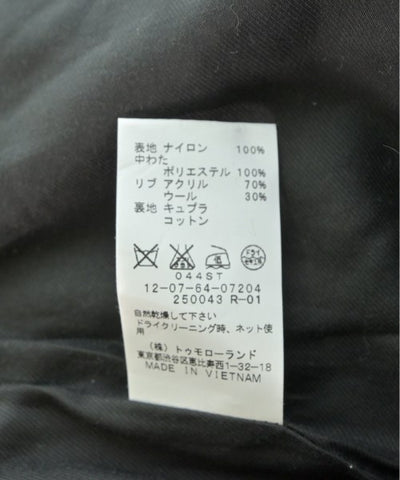 表地 ナイロン 100%
中わた
ポリエステル 100%
リブ アクリル 70%
ウール 30%
裏地 キュプラ
コットン
ドライ
044ST
12-07-64-07204
250043 R-01
自然乾燥して下さい
ドライクリーニング時、ネット使
用
(株) トゥモローランド
東京都渋谷区恵比寿西1-32-18
MADE IN VIETNAM